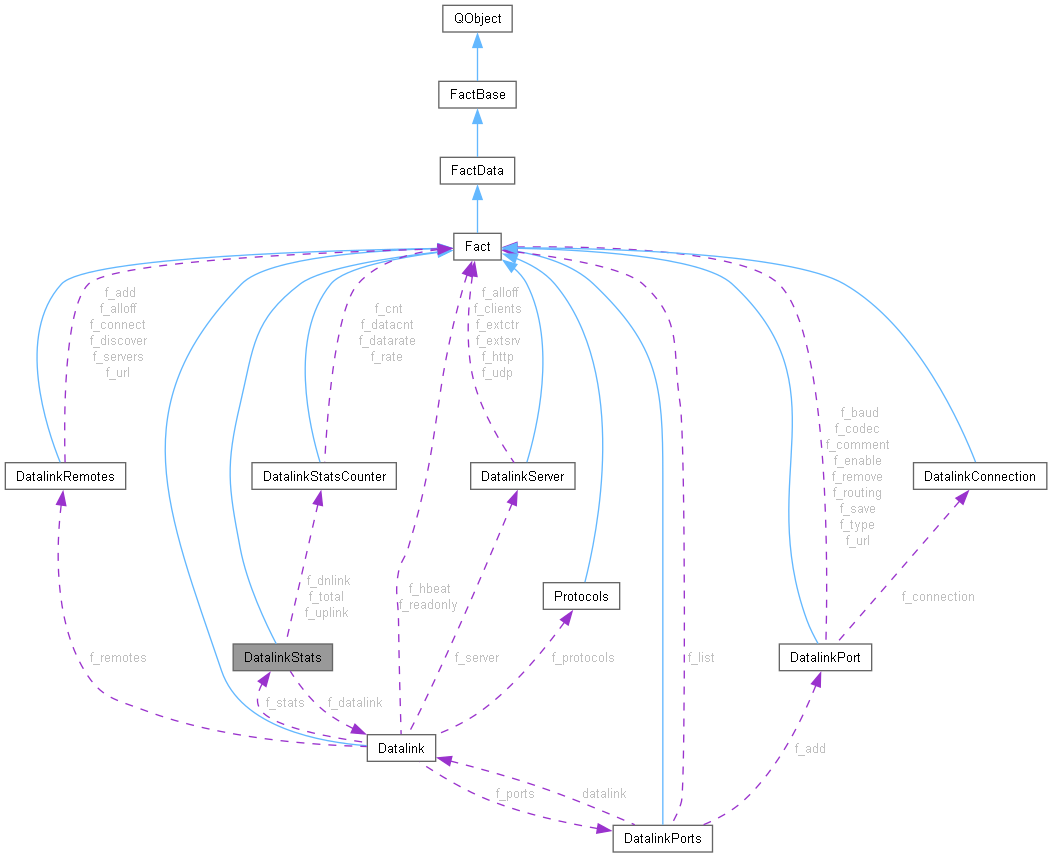 QObject
FactBase
FactData
Fact
f_add
f_alloff
f_connect
f_discover
f_servers
f_url
f_cnt
f_datacnt
f_datarate
f_rate
f_alloff
f_clients
f_extctr
f_extsrv
f_http
f_udp
f_baud
f_codec
f_comment
f_enable
f_remove
f_routing
f_save
f_type
f_url
DatalinkRemotes
DatalinkStatsCounter
DatalinkServer
DatalinkConnection
f_dnlink
f_total
f_uplink
f_hbeat
f_readonly
Protocols
f_connection
f_remotes
DatalinkStats
f_server
f_protocols
f_list
DatalinkPort
f_stats
f_datalink
Datalink
f_add
f_ports
datalink
DatalinkPorts